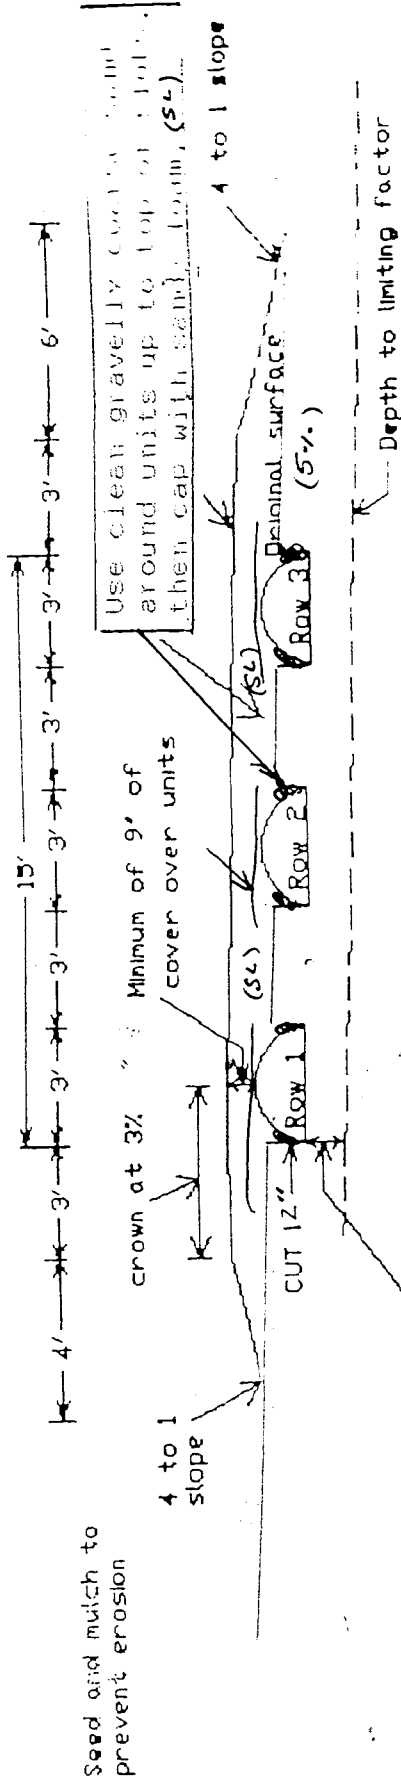 Seed and mulch to
prevent erosion
4'
3'
3'
3'
3'
3'
3'
3'
6'
15'
Use clean gravelly
around units up to top of
then cap with sandy loam, (SL)
4 to 1 slope
crown at 3%
Minimum of 9" of
cover over units
4 to 1
slope
(SL)
(SL)
Original surface
(5%)
CUT 12"
Row 1
Row 2
Row 3
Depth to limiting factor